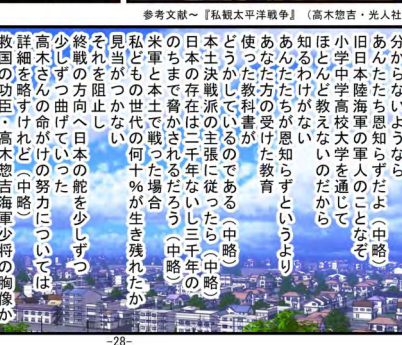 参考文献～『私観太平洋戦争』(高木惣吉・光人社
分からないようなら
あんたたち恩知らずだよ(中略)
旧日本陸海軍の軍人のことなぞ
小学中学高校大学を通じて
ほとんど教えないのだから
知るわけがない
あんたたちが恩知らずというより
あなた方の受けた教育
使った教科書が
どうかしているのである(中略)
本土決戦派の主張に従ったら(中略)
日本の存在は二千年ないし三千年の
のちまで脅かされるだろう(中略)
米軍と本土で戦った場合
私どもの世代の何十%が生き残れたか
見当がつかない
それを阻止し
終戦の方向へ日本の舵を少しずつ
少しずつ曲げていった
高木さんの命がけの努力については
詳細を略すけれど(中略)
救国の功臣・高木惣吉海軍少将の胸像が
-28-